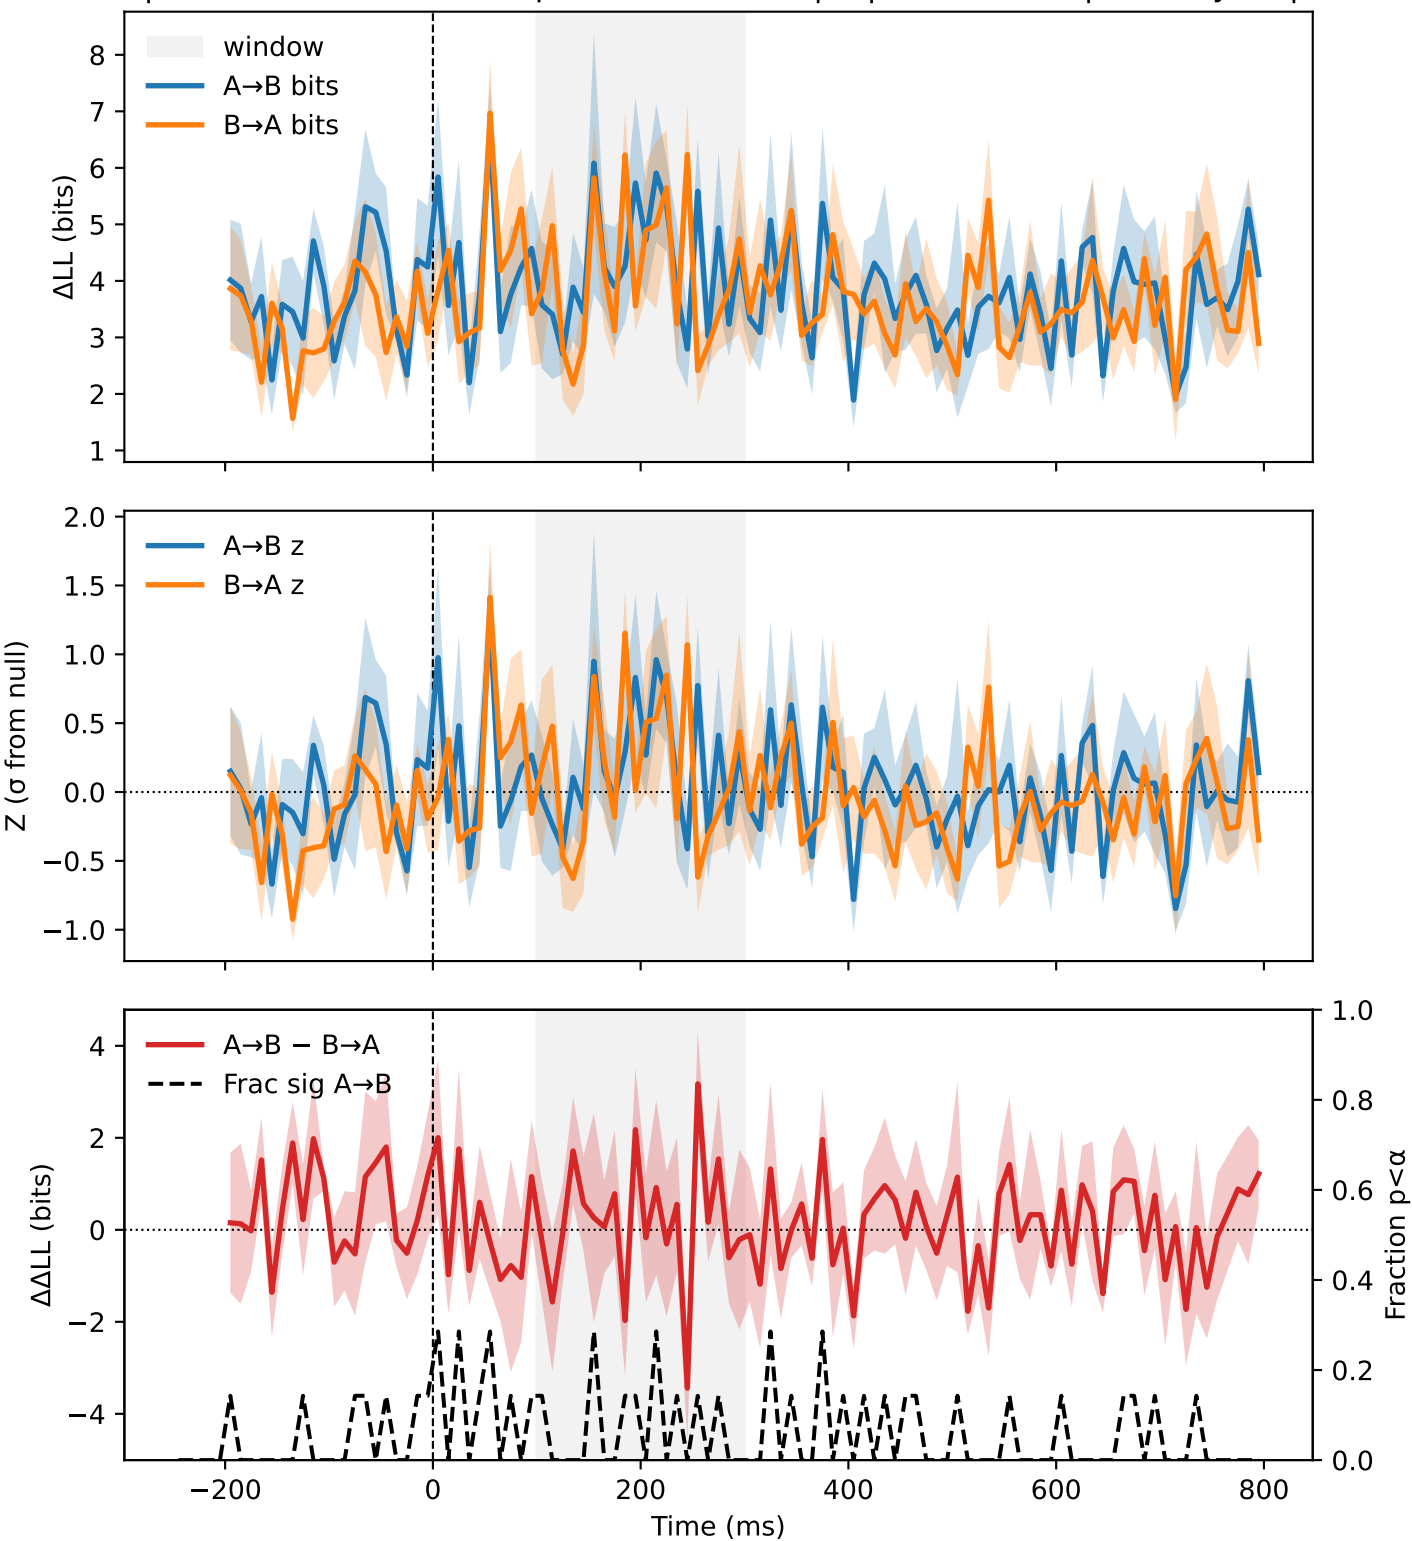 8
7
6
5
4
3
2
1
ΔLL (bits)
window
A→B bits
B→A bits
2.0
1.5
1.0
0.5
0.0
−0.5
−1.0
Z (σ from null)
A→B z
B→A z
4
2
0
−2
−4
ΔΔLL (bits)
A→B − B→A
Frac sig A→B
1.0
0.8
0.6
0.4
0.2
0.0
Fraction p<α
−200 0 200 400 600 800
Time (ms)